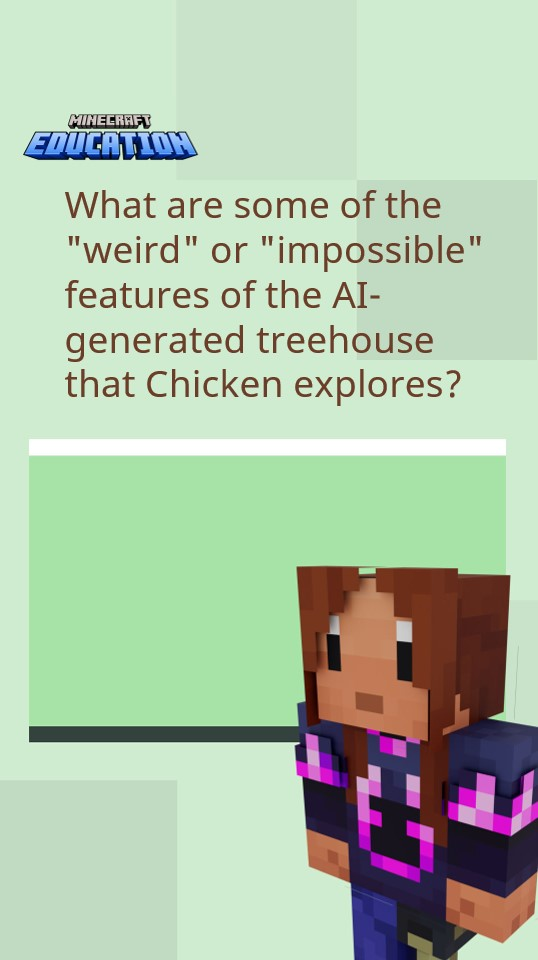 MINECRAFT
EDUCATION
What are some of the
"weird" or "impossible"
features of the AI-
generated treehouse
that Chicken explores?